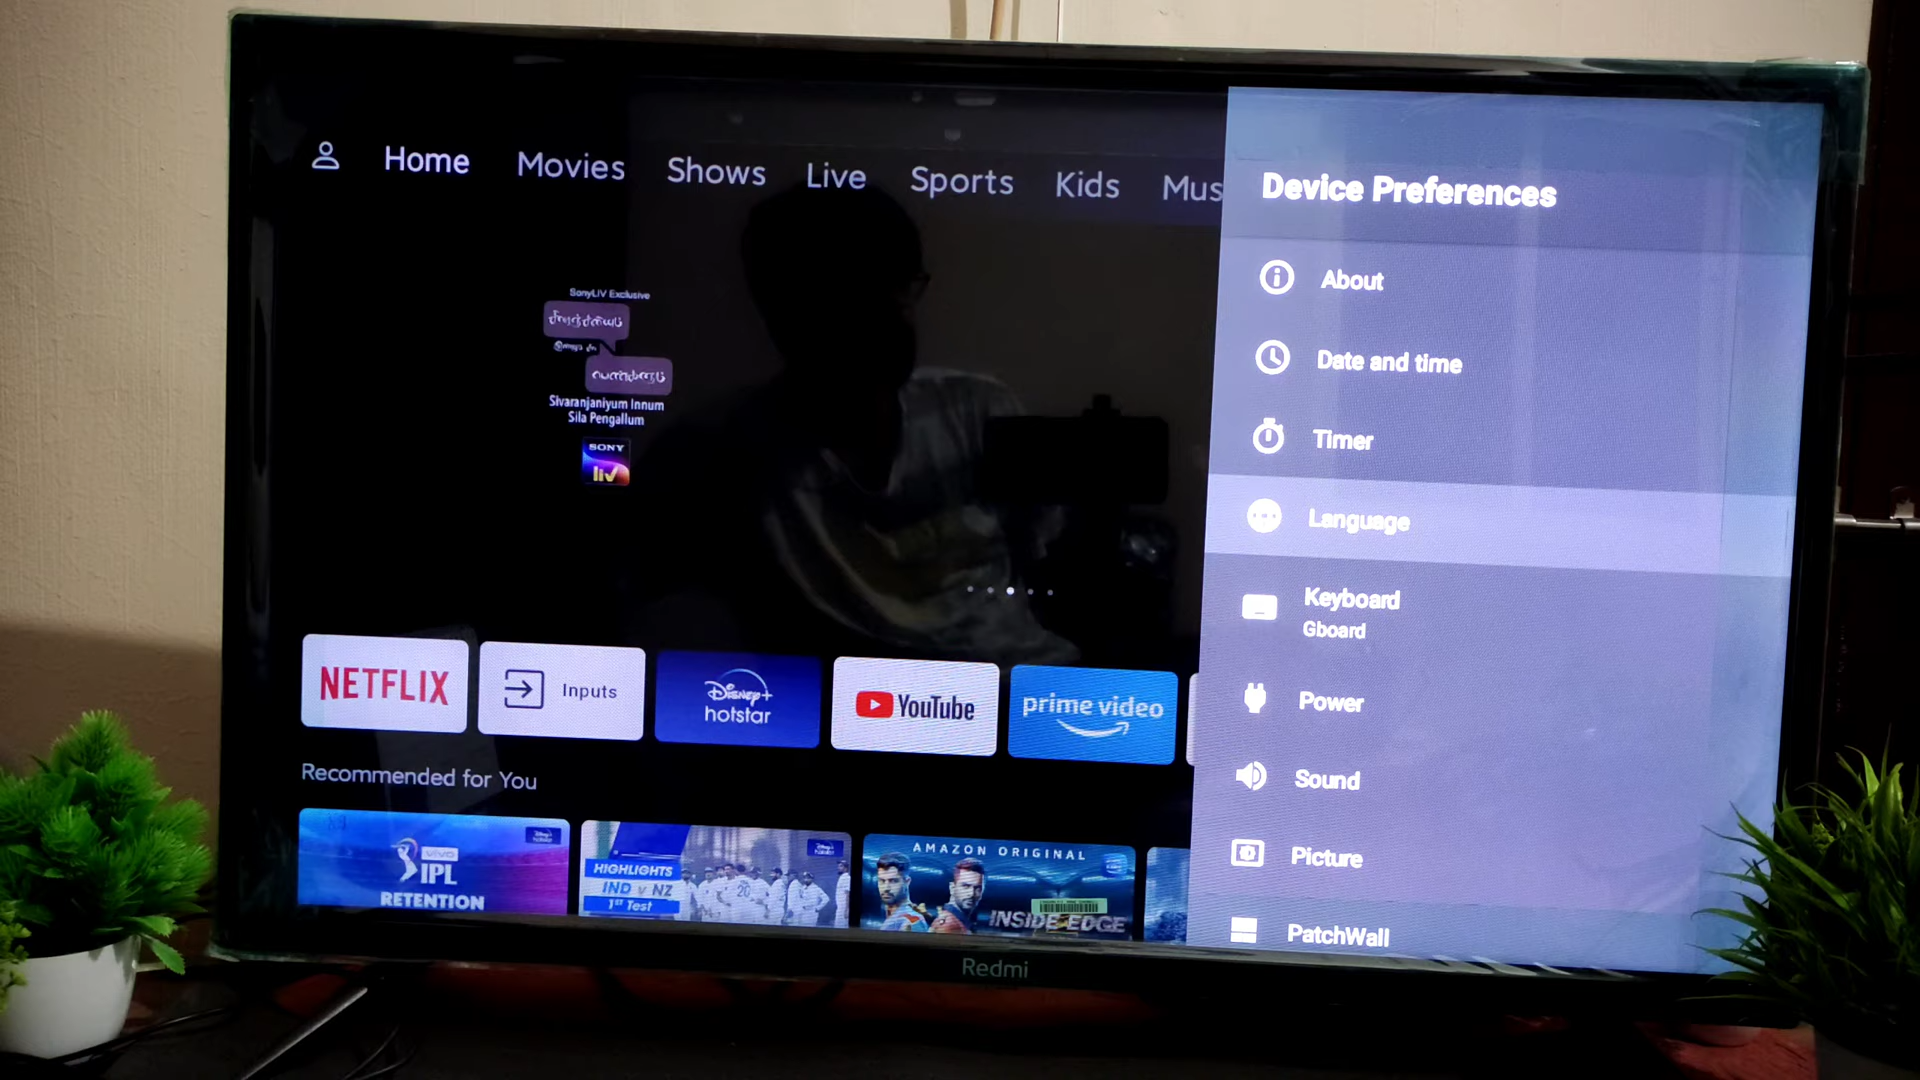 Home Movies Shows Live Sports Kids Mus
SonyLIV Exclusive
Sivaranjaniyum Innum
Sila Pengallum
SONY
liv
NETFLIX
Inputs
Disney+
hotstar
YouTube
prime video
Recommended for You
vivo
IPL
RETENTION
HIGHLIGHTS
IND v NZ
1ST Test
AMAZON ORIGINAL
INSIDE EDGE
Device Preferences
About
Date and time
Timer
Language
Keyboard
Gboard
Power
Sound
Picture
PatchWall
Redmi